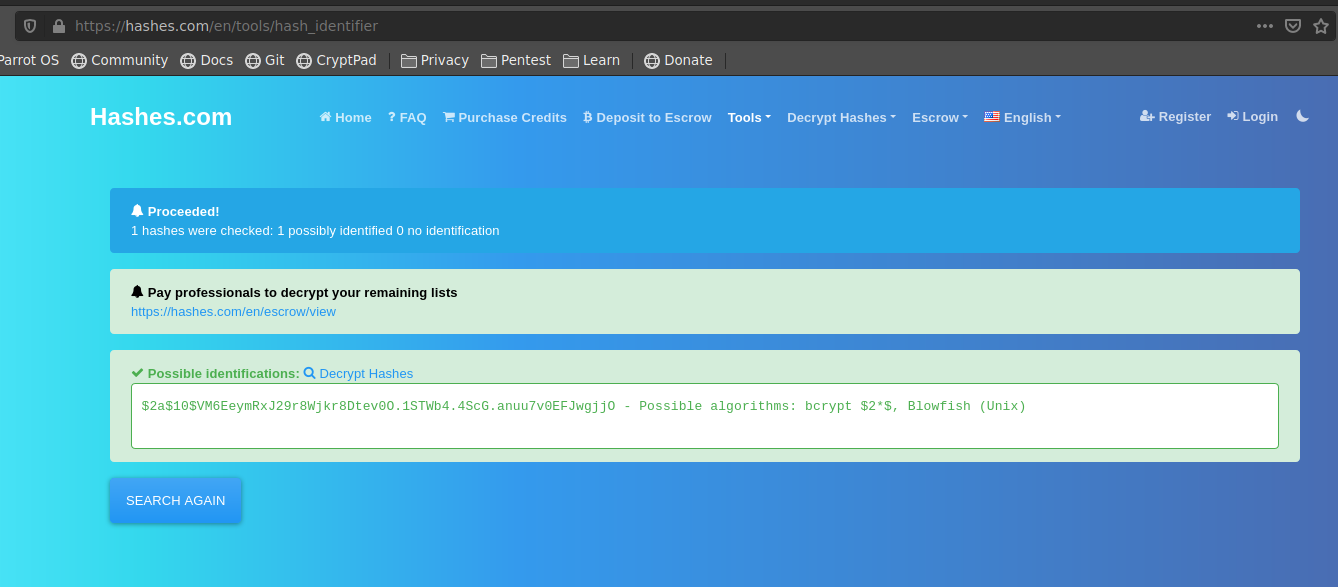 https://hashes.com/en/tools/hash_identifier
Parrot OS Community Docs Git CryptPad Privacy Pentest Learn Donate
Hashes.com Home ? FAQ Purchase Credits Deposit to Escrow Tools Decrypt Hashes Escrow English Register Login
Proceeded!
1 hashes were checked: 1 possibly identified 0 no identification
Pay professionals to decrypt your remaining lists
https://hashes.com/en/escrow/view
Possible identifications: Decrypt Hashes
$2a$10$VM6EeymRxJ29r8Wjkr8Dtev0O.1STWb4.4ScG.anuu7v0EFJwgjjO - Possible algorithms: bcrypt $2*$, Blowfish (Unix)
SEARCH AGAIN